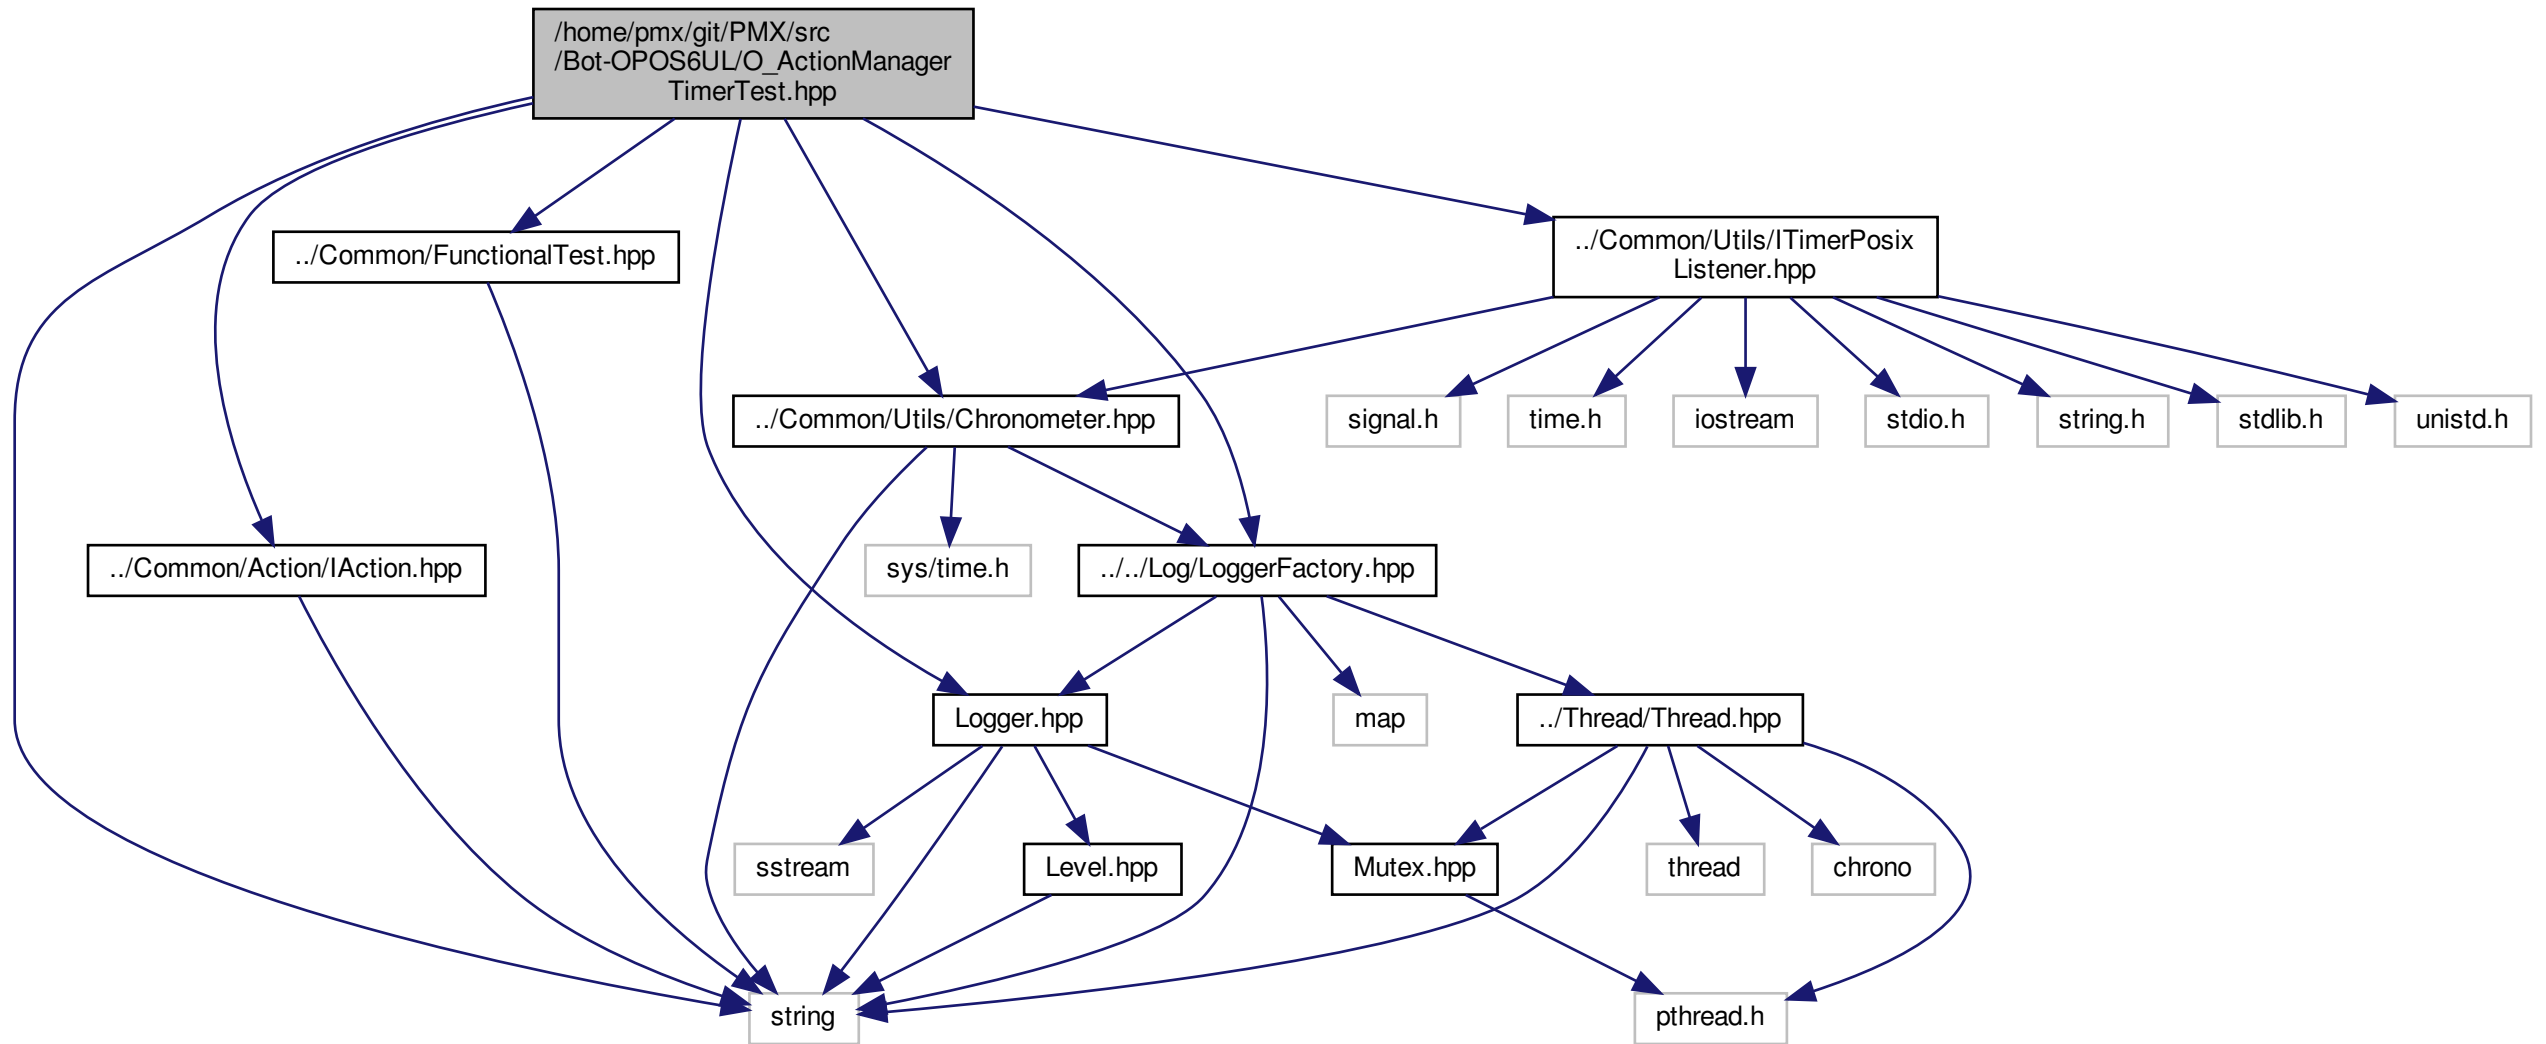 /home/pmx/git/PMX/src
/Bot-OPOS6UL/O_ActionManager
TimerTest.hpp
../Common/FunctionalTest.hpp
../Common/Utils/ITimerPosix
Listener.hpp
../Common/Utils/Chronometer.hpp
signal.h
time.h
iostream
stdio.h
string.h
stdlib.h
unistd.h
../Common/Action/IAction.hpp
sys/time.h
../../Log/LoggerFactory.hpp
Logger.hpp
map
../Thread/Thread.hpp
sstream
Level.hpp
Mutex.hpp
thread
chrono
string
pthread.h